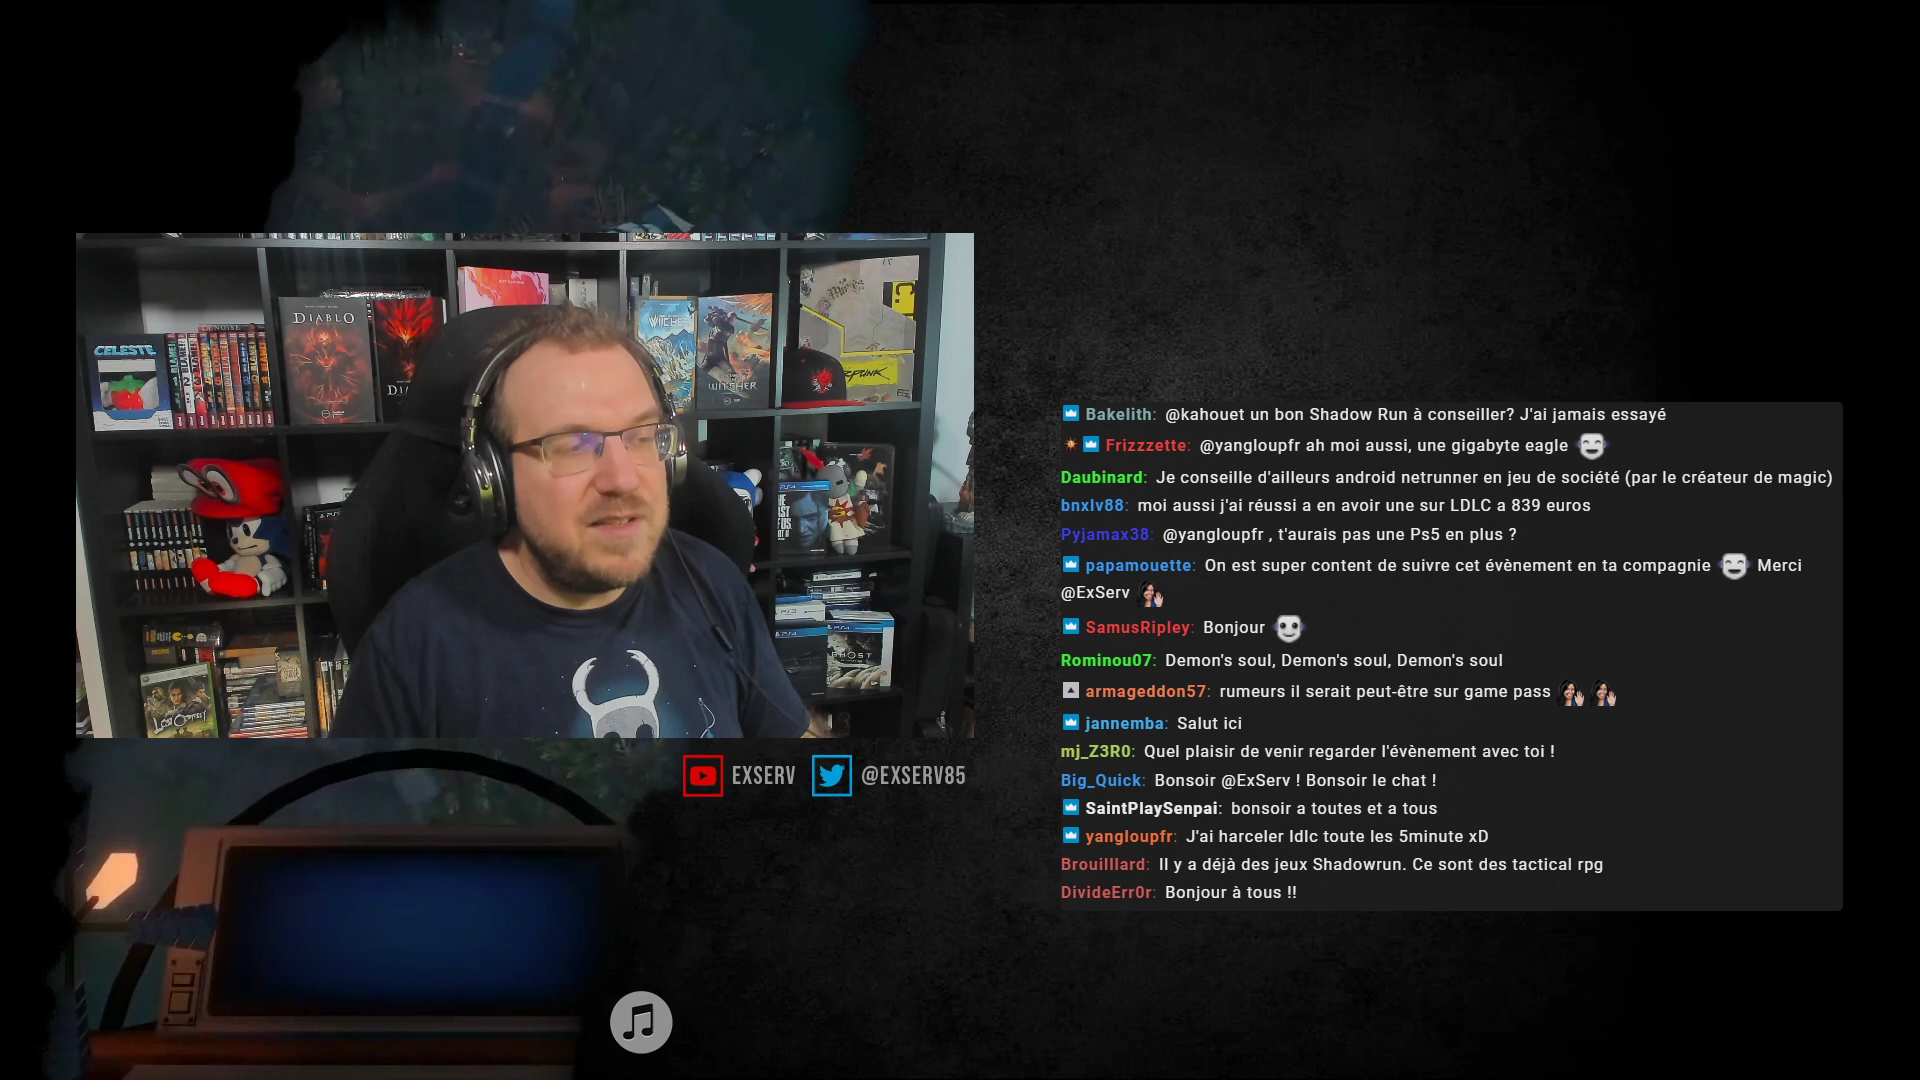 DIABLO
CELESTE
WITCHER
WITCHER
GHOST
LOST ODYSSEY
PS4
PS4
EXSERV @EXSERV85
Bakelith: @kahouet un bon Shadow Run à conseiller? J'ai jamais essayé
Frizzzette: @yangloupfr ah moi aussi, une gigabyte eagle
Daubinard: Je conseille d'ailleurs android netrunner en jeu de société (par le créateur de magic)
bnxlv88: moi aussi j'ai réussi a en avoir une sur LDLC a 839 euros
Pyjamax38: @yangloupfr , t'aurais pas une Ps5 en plus ?
papamouette: On est super content de suivre cet évènement en ta compagnie Merci
@ExServ
SamusRipley: Bonjour
Rominou07: Demon's soul, Demon's soul, Demon's soul
armageddon57: rumeurs il serait peut-être sur game pass
jannemba: Salut ici
mj_Z3R0: Quel plaisir de venir regarder l'évènement avec toi !
Big_Quick: Bonsoir @ExServ ! Bonsoir le chat !
SaintPlaySenpai: bonsoir a toutes et a tous
yangloupfr: J'ai harceler ldlc toute les 5minute xD
Brouilllard: Il y a déjà des jeux Shadowrun. Ce sont des tactical rpg
DivideErr0r: Bonjour à tous !!